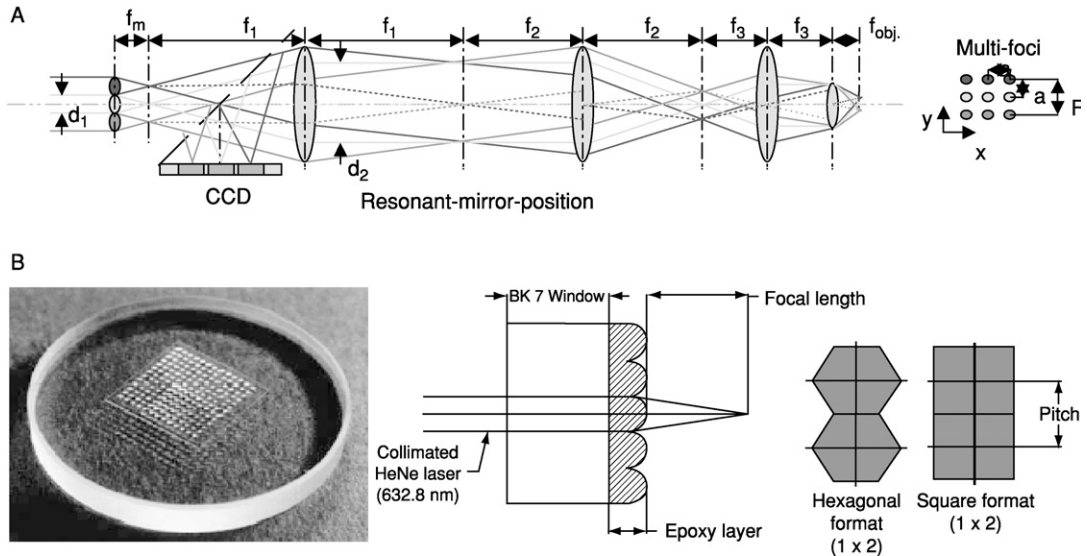 A
f_m
f_1
f_1
f_2
f_2
f_3
f_3
f_obj.
d_1
d_2
CCD
Resonant-mirror-position
Multi-foci
a
F
y
x
B
BK 7 Window
Focal length
Collimated
HeNe laser
(632.8 nm)
Epoxy layer
Pitch
Hexagonal
format
(1 x 2)
Square format
(1 x 2)